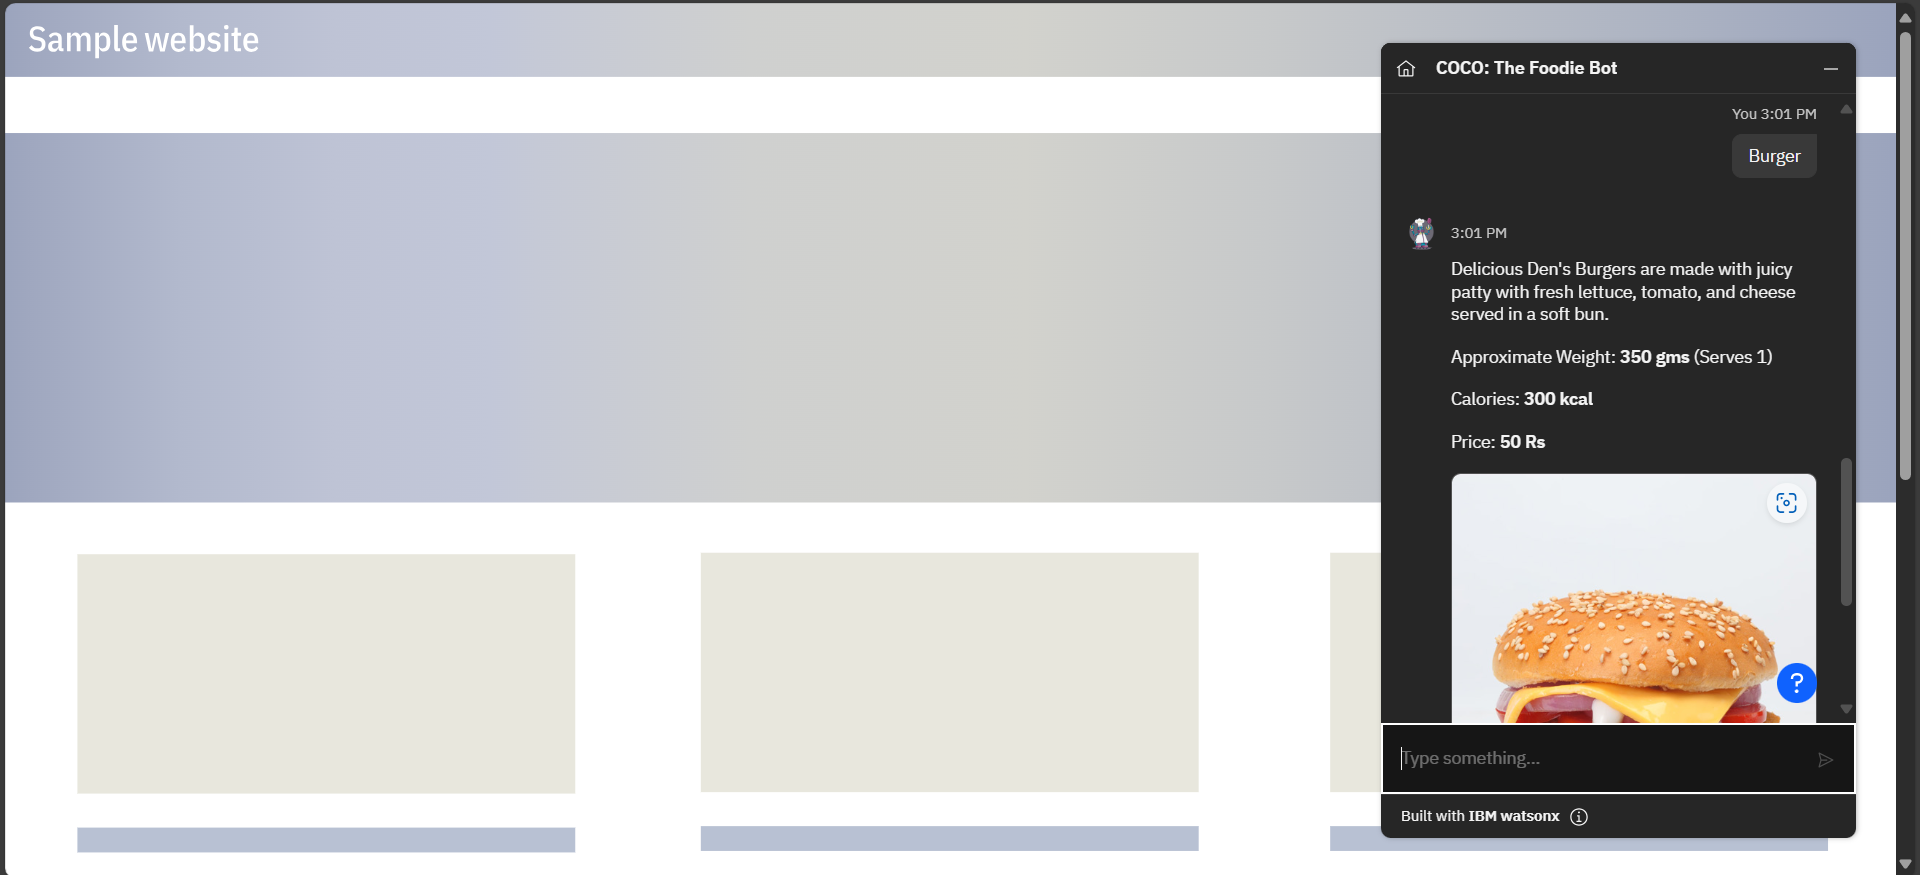 Sample website
COCO: The Foodie Bot
You 3:01 PM
Burger
3:01 PM
Delicious Den's Burgers are made with juicy
patty with fresh lettuce, tomato, and cheese
served in a soft bun.
Approximate Weight: 350 gms (Serves 1)
Calories: 300 kcal
Price: 50 Rs
?
Type something...
Built with IBM watsonx